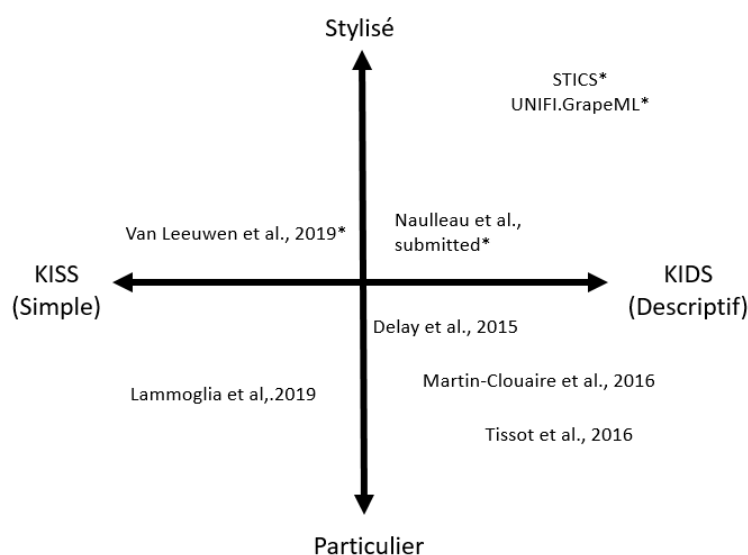 Stylisé
STICS*
UNIFI.GrapeML*
Van Leeuwen et al., 2019*
Naulleau et al.,
submitted*
KISS
(Simple)
KIDS
(Descriptif)
Delay et al., 2015
Martin-Clouaire et al., 2016
Lammoglia et al,.2019
Tissot et al., 2016
Particulier